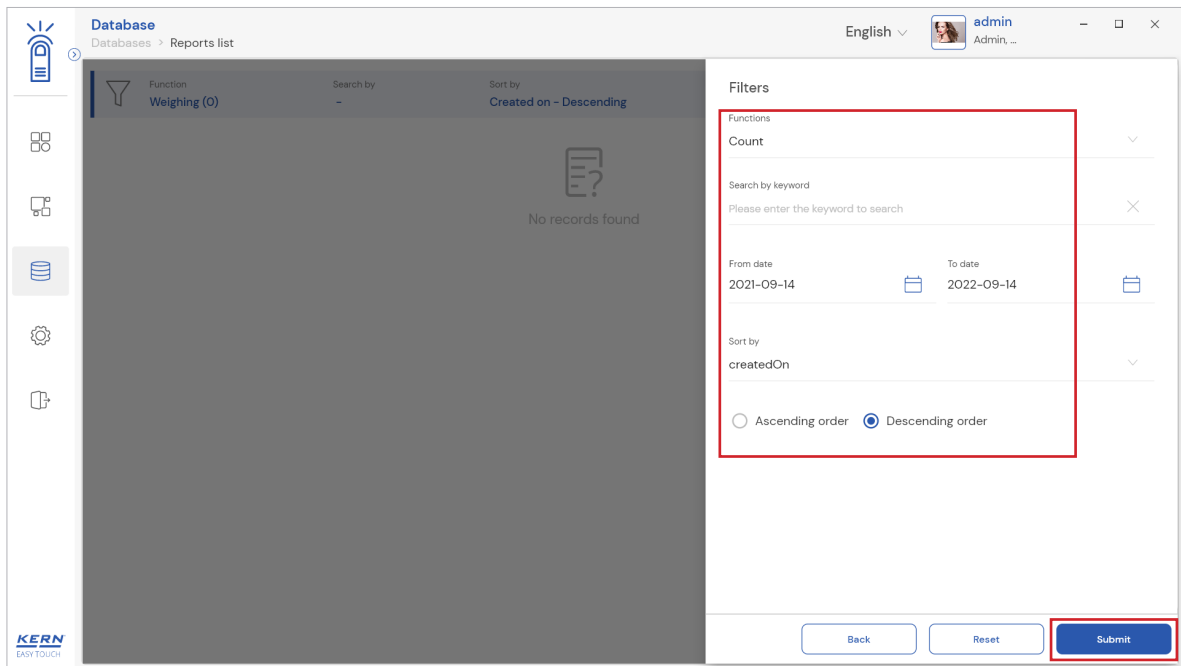 Database
Databases > Reports list
English
admin
Admin, ...
Function
Weighing (0)
Search by
-
Sort by
Created on - Descending
No records found
Filters
Functions
Count
Search by keyword
Please enter the keyword to search
From date
To date
2021-09-14
2022-09-14
Sort by
createdOn
Ascending order
Descending order
Back
Reset
Submit
KERN
EASY TOUCH